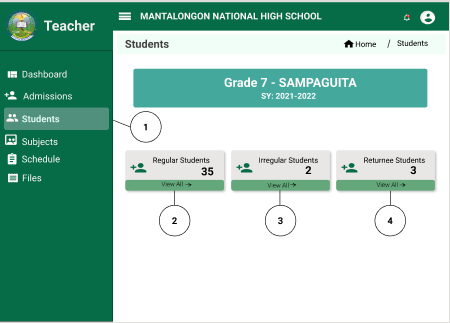 Teacher
MANTALONGON NATIONAL HIGH SCHOOL
Students
Home / Students
Dashboard
Admissions
Students
Subjects
Schedule
Files
Grade 7 - SAMPAGUITA
SY: 2021-2022
1
Regular Students
35
View All →
Irregular Students
2
View All →
Returnee Students
3
View All →
2
3
4